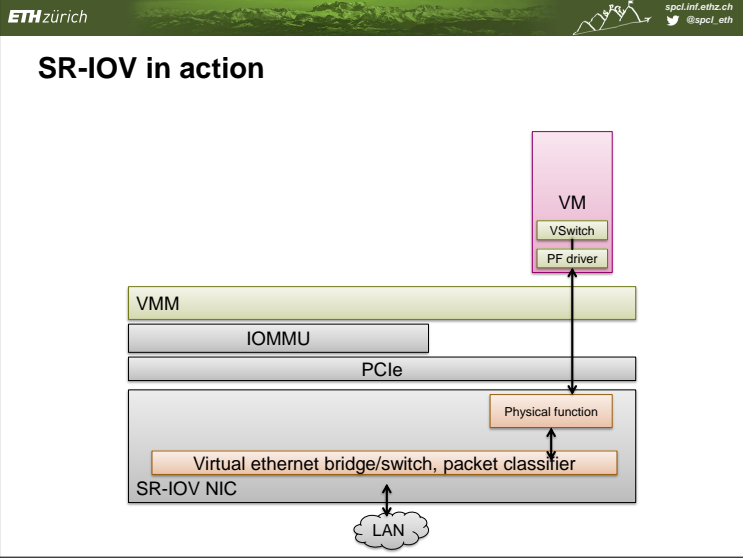 ETH zürich
spcl.inf.ethz.ch
@spcl_eth
SR-IOV in action
VM
VSwitch
PF driver
VMM
IOMMU
PCIe
Physical function
Virtual ethernet bridge/switch, packet classifier
SR-IOV NIC
LAN